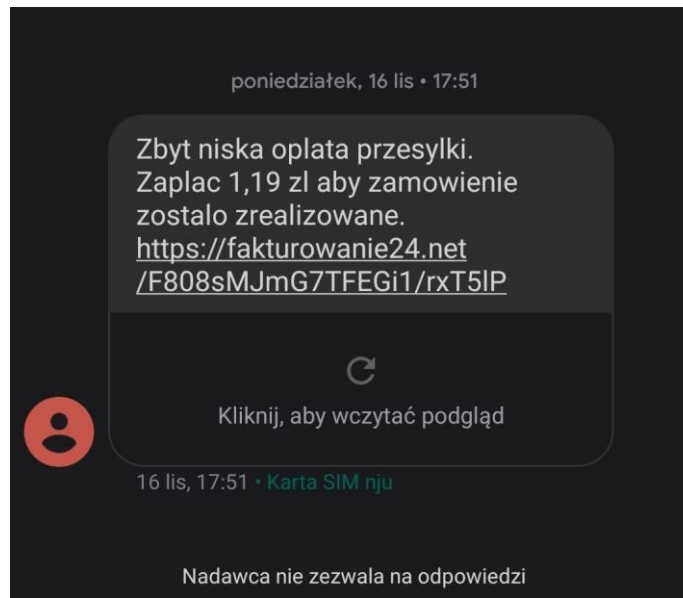 poniedziałek, 16 lis • 17:51
Zbyt niska oplata przesylki.
Zaplac 1,19 zl aby zamowienie
zostalo zrealizowane.
https://fakturowanie24.net
/F808sMJmG7TFEGi1/rxT5lP
Kliknij, aby wczytać podgląd
16 lis, 17:51 • Karta SIM nju
Nadawca nie zezwala na odpowiedzi